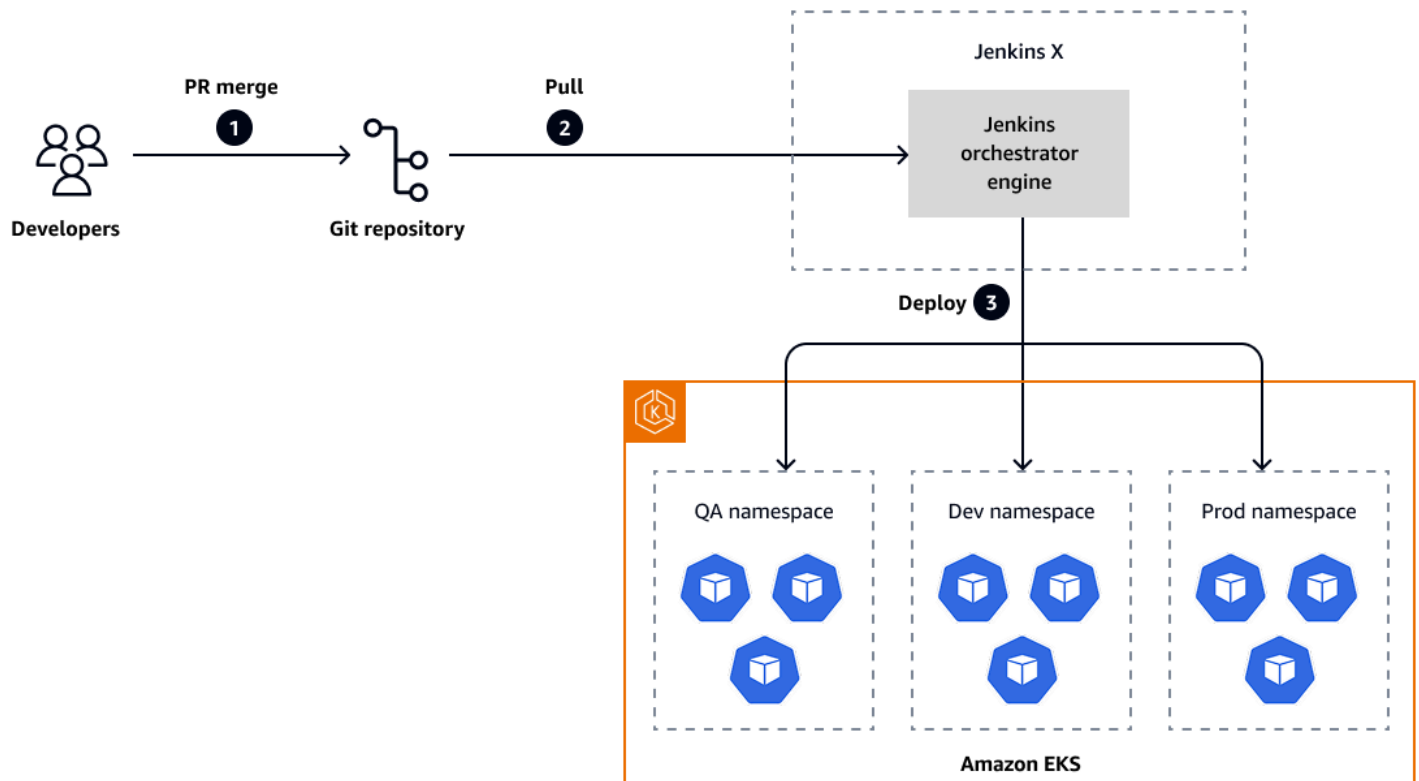 Jenkins X
PR merge
1
Pull
2
Jenkins
orchestrator
engine
Developers
Git repository
Deploy 3
K
QA namespace
Dev namespace
Prod namespace
Amazon EKS